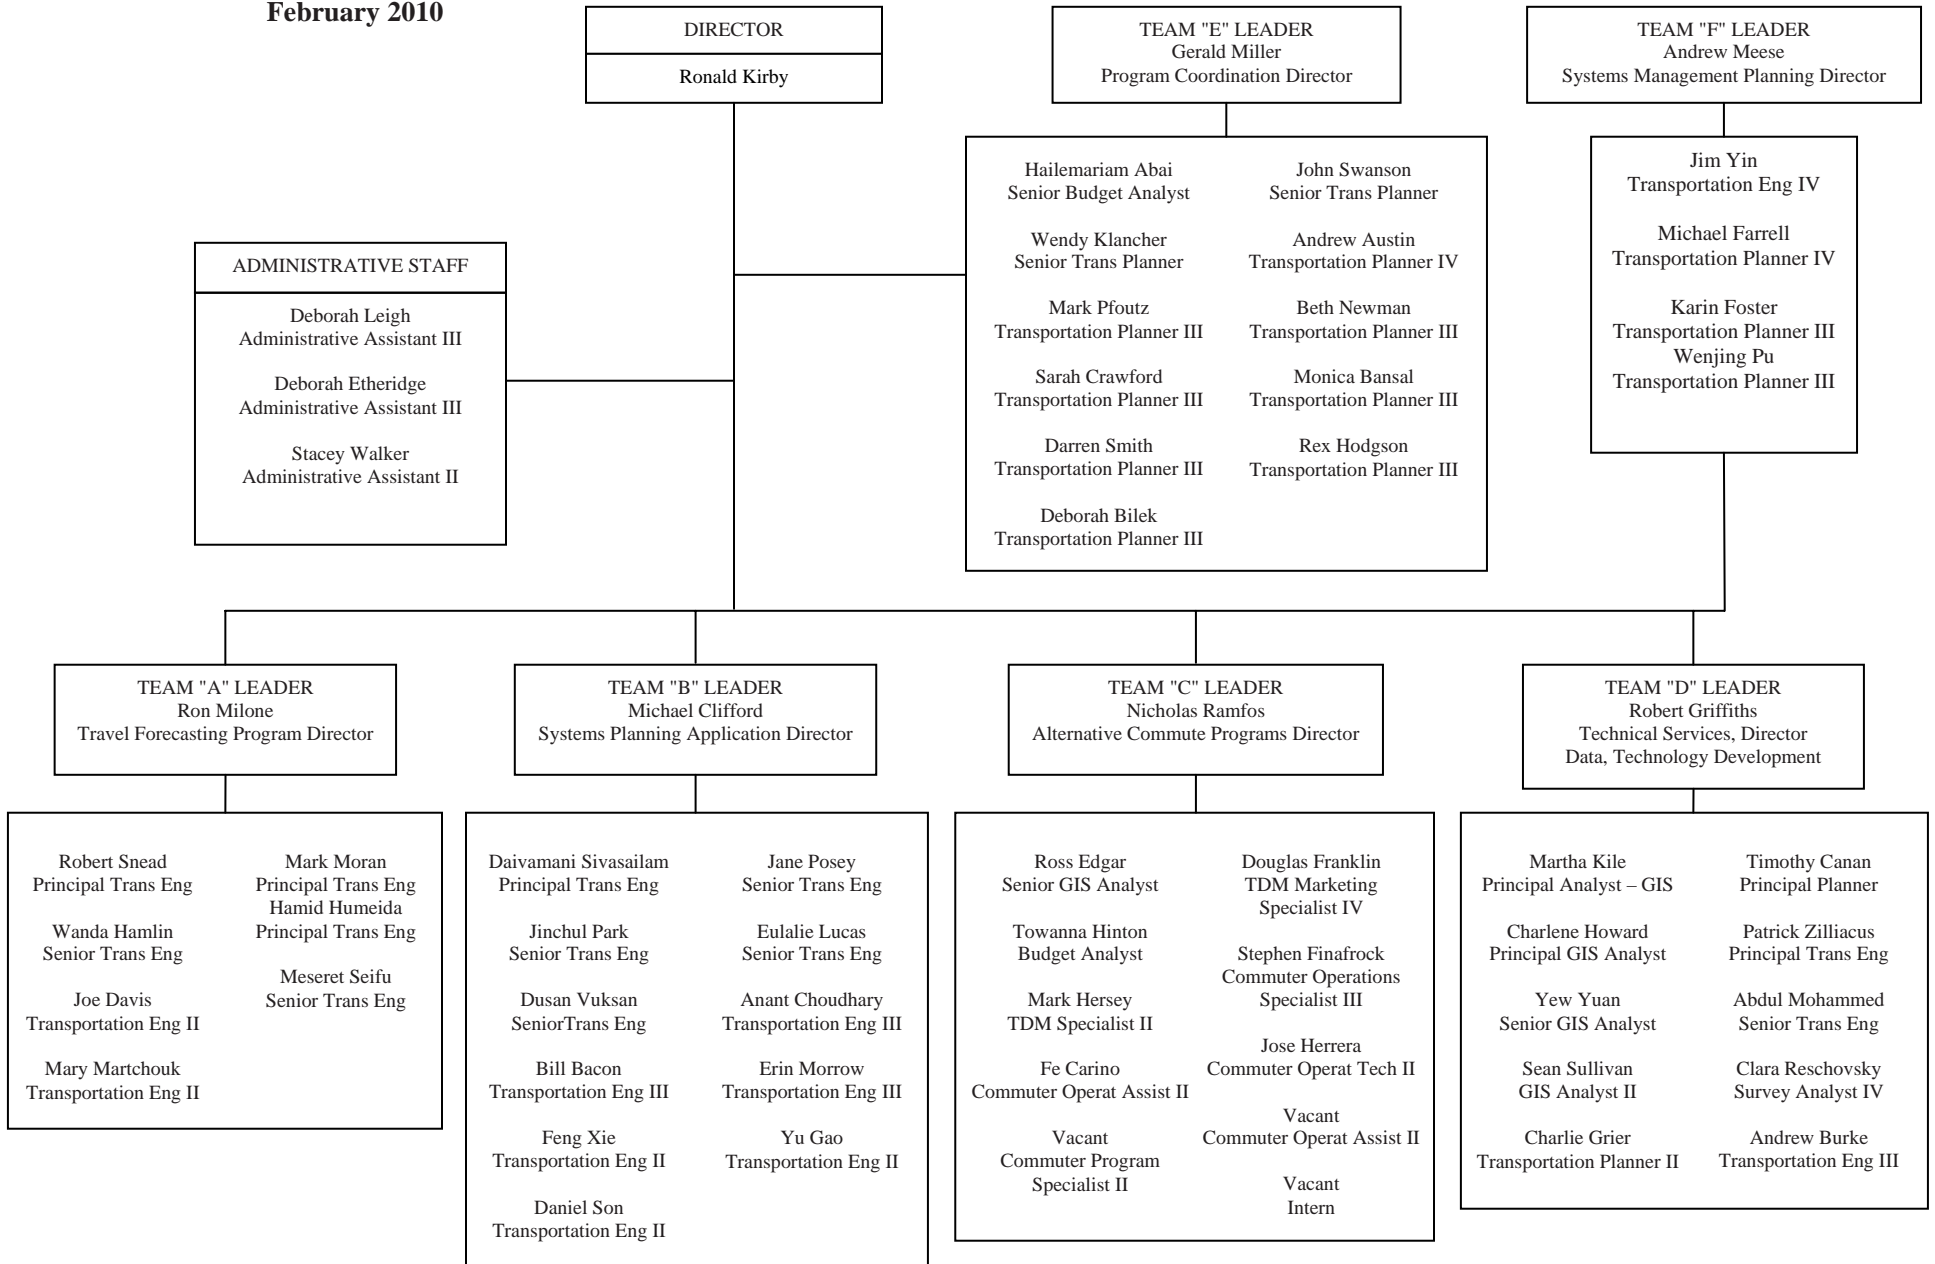 February 2010
DIRECTOR
Ronald Kirby
TEAM "E" LEADER
Gerald Miller
Program Coordination Director
TEAM "F" LEADER
Andrew Meese
Systems Management Planning Director
Hailemariam Abai
Senior Budget Analyst
Wendy Klancher
Senior Trans Planner
Mark Pfoutz
Transportation Planner III
Sarah Crawford
Transportation Planner III
Darren Smith
Transportation Planner III
Deborah Bilek
Transportation Planner III
John Swanson
Senior Trans Planner
Andrew Austin
Transportation Planner IV
Beth Newman
Transportation Planner III
Monica Bansal
Transportation Planner III
Rex Hodgson
Transportation Planner III
Jim Yin
Transportation Eng IV
Michael Farrell
Transportation Planner IV
Karin Foster
Transportation Planner III
Wenjing Pu
Transportation Planner III
ADMINISTRATIVE STAFF
Deborah Leigh
Administrative Assistant III
Deborah Etheridge
Administrative Assistant III
Stacey Walker
Administrative Assistant II
TEAM "A" LEADER
Ron Milone
Travel Forecasting Program Director
TEAM "B" LEADER
Michael Clifford
Systems Planning Application Director
TEAM "C" LEADER
Nicholas Ramfos
Alternative Commute Programs Director
TEAM "D" LEADER
Robert Griffiths
Technical Services, Director
Data, Technology Development
Robert Snead
Principal Trans Eng
Wanda Hamlin
Senior Trans Eng
Joe Davis
Transportation Eng II
Mary Martchouk
Transportation Eng II
Mark Moran
Principal Trans Eng
Hamid Humeida
Principal Trans Eng
Meseret Seifu
Senior Trans Eng
Daivamani Sivasailam
Principal Trans Eng
Jinchul Park
Senior Trans Eng
Dusan Vuksan
SeniorTrans Eng
Bill Bacon
Transportation Eng III
Feng Xie
Transportation Eng II
Daniel Son
Transportation Eng II
Jane Posey
Senior Trans Eng
Eulalie Lucas
Senior Trans Eng
Anant Choudhary
Transportation Eng III
Erin Morrow
Transportation Eng III
Yu Gao
Transportation Eng II
Ross Edgar
Senior GIS Analyst
Towanna Hinton
Budget Analyst
Mark Hersey
TDM Specialist II
Fe Carino
Commuter Operat Assist II
Vacant
Commuter Program
Specialist II
Douglas Franklin
TDM Marketing
Specialist IV
Stephen Finafrock
Commuter Operations
Specialist III
Jose Herrera
Commuter Operat Tech II
Vacant
Commuter Operat Assist II
Vacant
Intern
Martha Kile
Principal Analyst – GIS
Charlene Howard
Principal GIS Analyst
Yew Yuan
Senior GIS Analyst
Sean Sullivan
GIS Analyst II
Charlie Grier
Transportation Planner II
Timothy Canan
Principal Planner
Patrick Zilliacus
Principal Trans Eng
Abdul Mohammed
Senior Trans Eng
Clara Reschovsky
Survey Analyst IV
Andrew Burke
Transportation Eng III